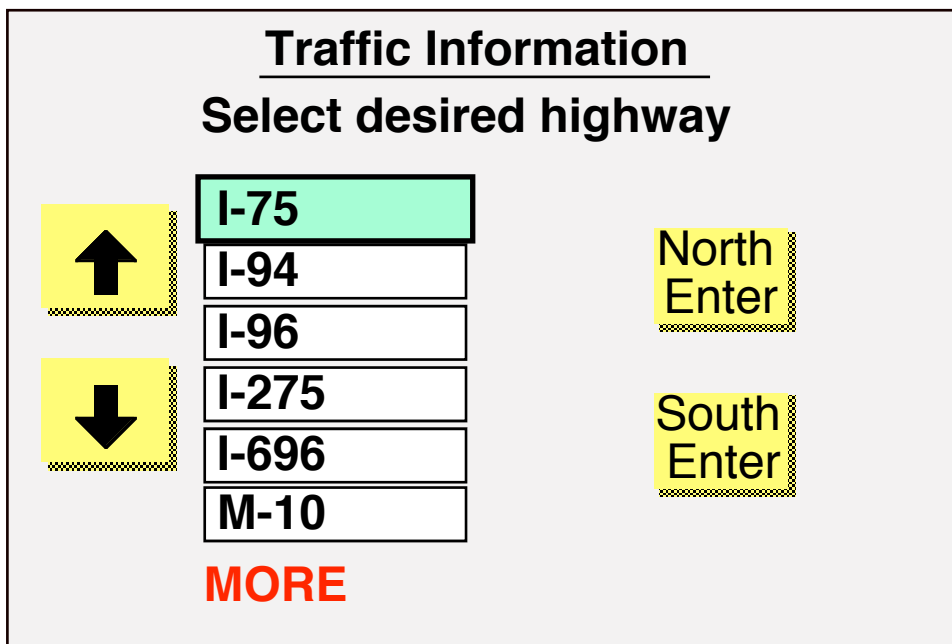 Traffic Information
Select desired highway
I-75
I-94
I-96
I-275
I-696
M-10
MORE
North
Enter
South
Enter